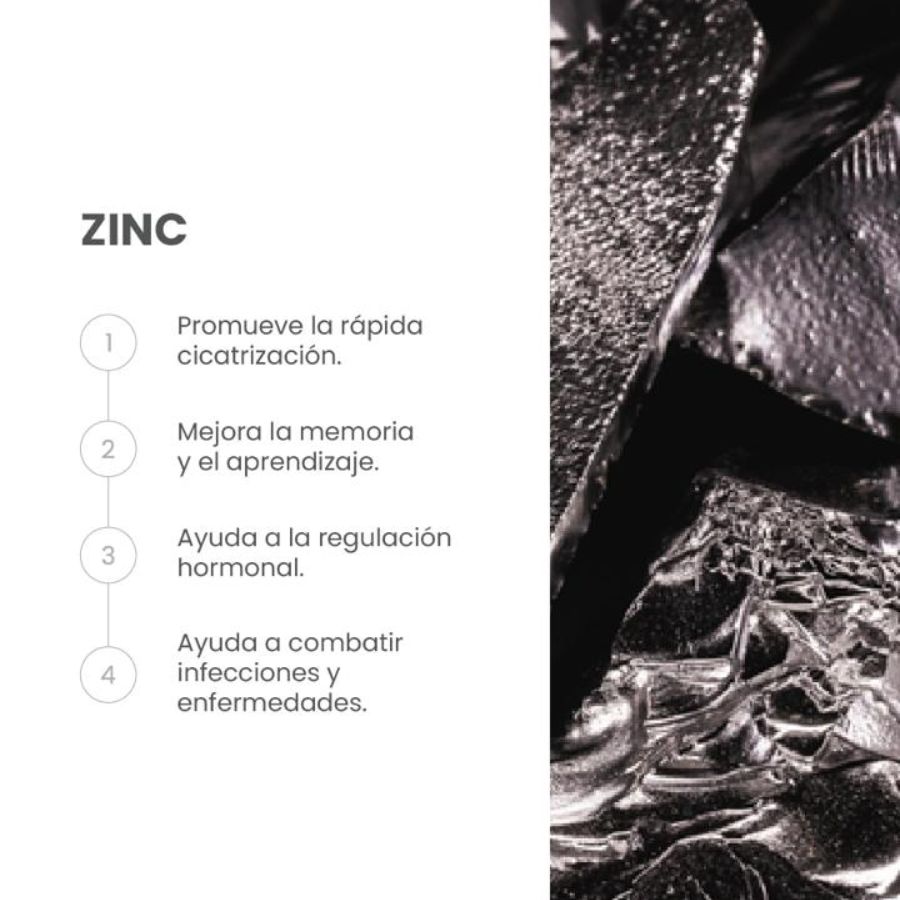 ZINC
1
Promueve la rápida
cicatrización.
2
Mejora la memoria
y el aprendizaje.
3
Ayuda a la regulación
hormonal.
4
Ayuda a combatir
infecciones y
enfermedades.